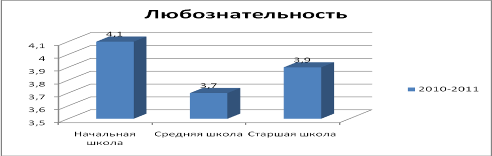 Любознательность
4,1
3,7
3,9
4,1
4
3,9
3,8
3,7
3,6
3,5
Начальная
школа
Средняя школа
Старшая школа
2010-2011